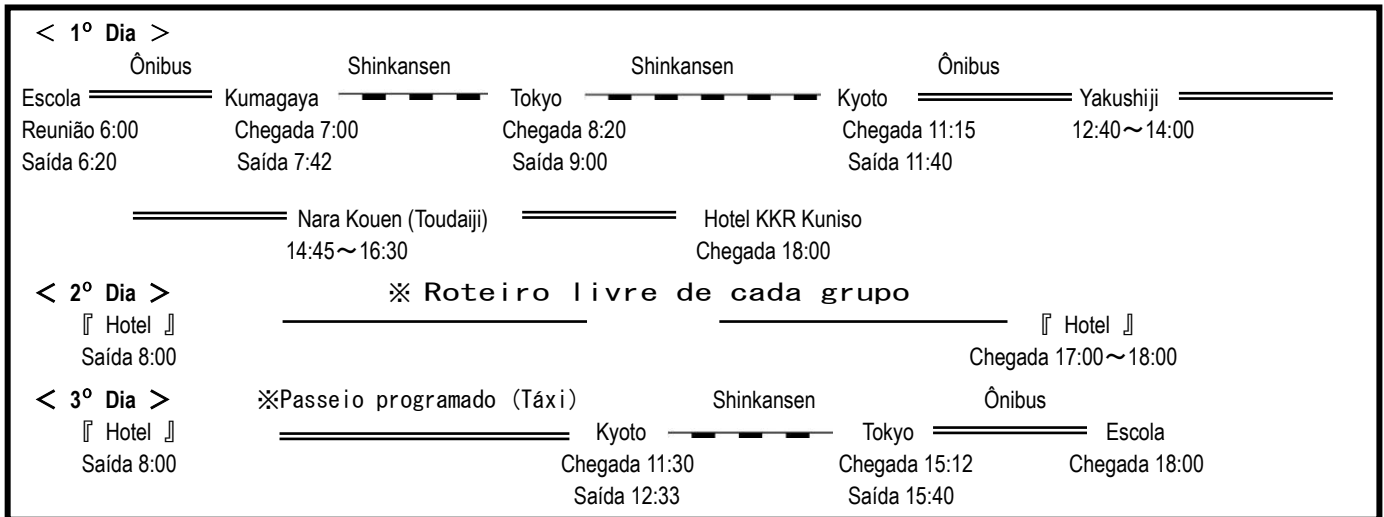 ＜ 1º Dia ＞
Ônibus Shinkansen Shinkansen Ônibus
Escola Kumagaya Tokyo Kyoto Yakushiji
Reunião 6:00 Chegada 7:00 Chegada 8:20 Chegada 11:15 12:40～14:00
Saída 6:20 Saída 7:42 Saída 9:00 Saída 11:40
Nara Kouen (Toudaiji) Hotel KKR Kuniso
14:45～16:30 Chegada 18:00
＜ 2º Dia ＞ ※ Roteiro livre de cada grupo
『 Hotel 』 『 Hotel 』
Saída 8:00 Chegada 17:00～18:00
＜ 3º Dia ＞ ※Passeio programado (Táxi) Shinkansen Ônibus
『 Hotel 』 Kyoto Tokyo Escola
Saída 8:00 Chegada 11:30 Chegada 15:12 Chegada 18:00
Saída 12:33 Saída 15:40